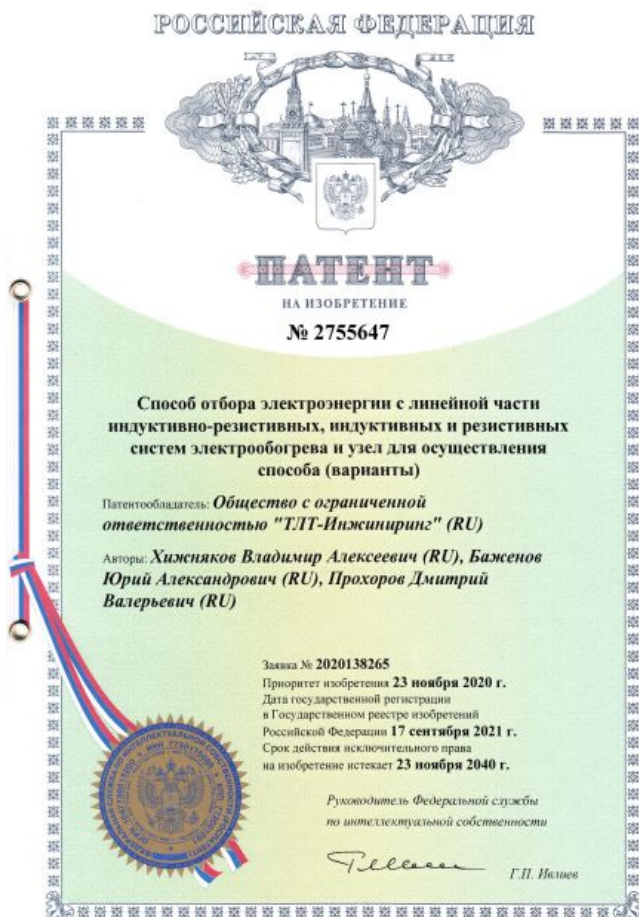 РОССИЙСКАЯ ФЕДЕРАЦИЯ
ПАТЕНТ
НА ИЗОБРЕТЕНИЕ
№ 2755647
Способ отбора электроэнергии с линейной части
индуктивно-резистивных, индуктивных и резистивных
систем электрообогрева и узел для осуществления
способа (варианты)
Патентообладатель: Общество с ограниченной
ответственностью "ТЛТ-Инжиниринг" (RU)
Авторы: Хижняков Владимир Алексеевич (RU), Баженов
Юрий Александрович (RU), Прохоров Дмитрий
Валерьевич (RU)
Заявка № 2020138265
Приоритет изобретения 23 ноября 2020 г.
Дата государственной регистрации
в Государственном реестре изобретений
Российской Федерации 17 сентября 2021 г.
Срок действия исключительного права
на изобретение истекает 23 ноября 2040 г.
Руководитель Федеральной службы
по интеллектуальной собственности
Г.П. Ивлиев